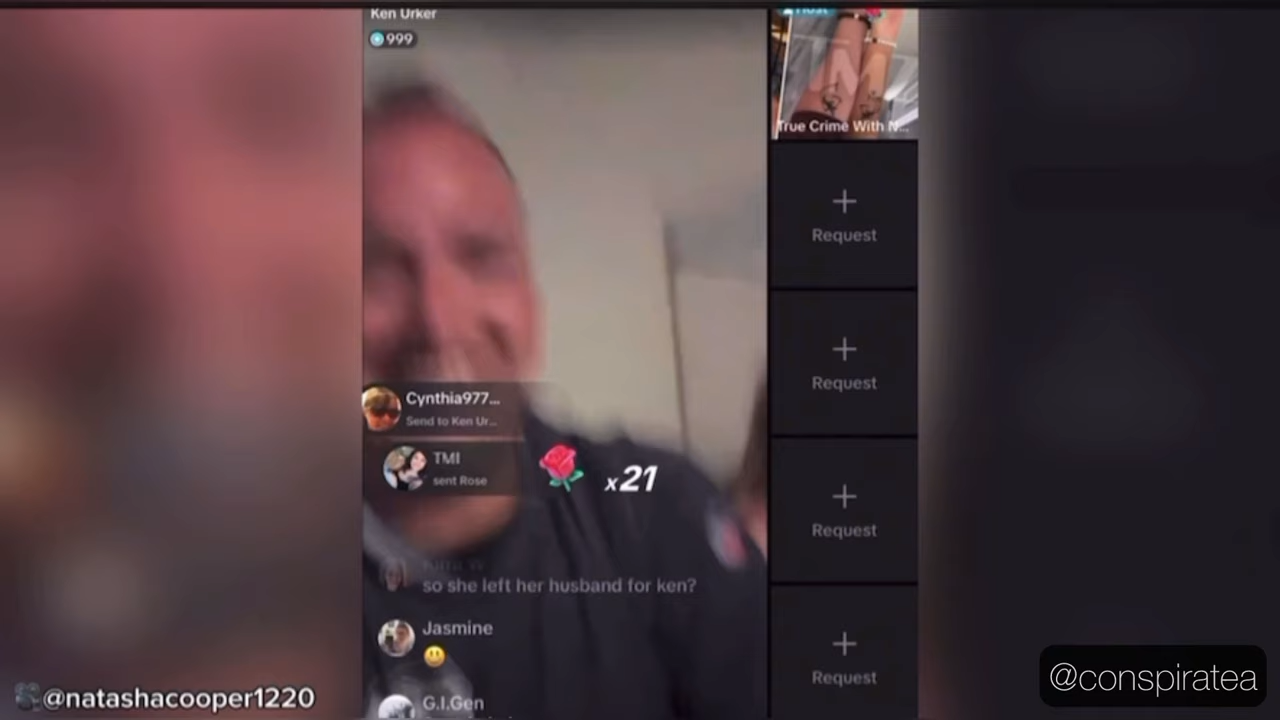 Ken Urker
999
Host
True Crime With N...
Request
Request
Cynthia977...
Send to Ken Ur...
TMI
sent Rose
x21
Request
so she left her husband for ken?
Jasmine
Request
G.I.Gen
@natashacooper1220
@conspiratea